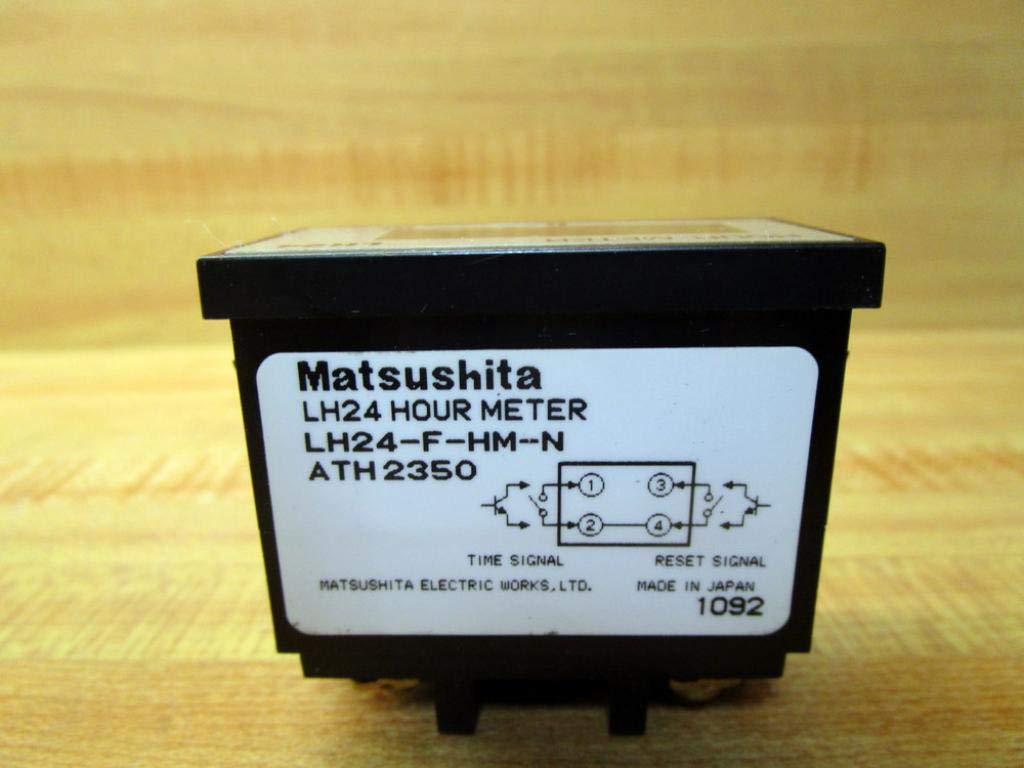 Matsushita
LH24 HOUR METER
LH24-F-HM-N
ATH2350
1 3
2 4
TIME SIGNAL RESET SIGNAL
MATSUSHITA ELECTRIC WORKS,LTD. MADE IN JAPAN
1092